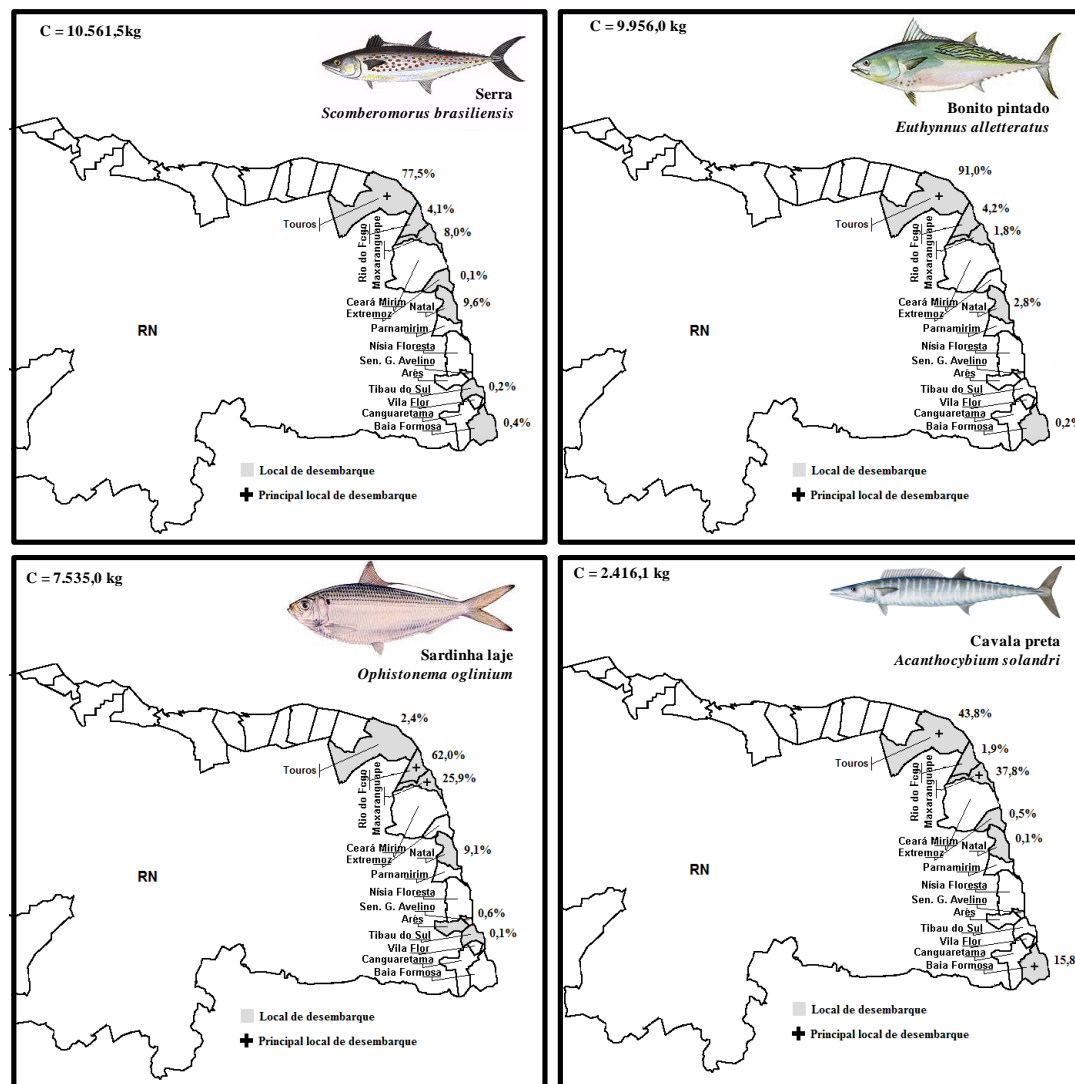 C = 10.561,5kg
Serra
Scomberomorus brasiliensis
77,5%
4,1%
Touros
8,0%
Rio do Fogo
Maxaranguepe
0,1%
Ceará Mirim
Natal
9,6%
Extremoz
Parnamirim
RN
Nísia Floresta
Sen. G. Avelino
Arês
Tibau do Sul
0,2%
Vila Flor
Canguaretama
Baia Formosa
0,4%
Local de desembarque
Principal local de desembarque
C = 9.956,0 kg
Bonito pintado
Euthynnus alletteratus
91,0%
4,2%
Touros
1,8%
Rio do Fogo
Maxaranguepe
Ceará Mirim
Natal
2,8%
Extremoz
Parnamirim
RN
Nísia Floresta
Sen. G. Avelino
Arês
Tibau do Sul
Vila Flor
Canguaretama
Baia Formosa
0,2%
Local de desembarque
Principal local de desembarque
C = 7.535,0 kg
Sardinha laje
Ophistonema oglinium
2,4%
62,0%
Touros
25,9%
Rio do Fogo
Maxaranguepe
Ceará Mirim
Natal
9,1%
Extremoz
Parnamirim
RN
Nísia Floresta
Sen. G. Avelino
0,6%
Arês
Tibau do Sul
0,1%
Vila Flor
Canguaretama
Baia Formosa
Local de desembarque
Principal local de desembarque
C = 2.416,1 kg
Cavala preta
Acanthocybium solandri
43,8%
1,9%
Touros
37,8%
Rio do Fogo
Maxaranguepe
0,5%
Ceará Mirim
Natal
0,1%
Extremoz
Parnamirim
RN
Nísia Floresta
Sen. G. Avelino
Arês
Tibau do Sul
Vila Flor
Canguaretama
Baia Formosa
15,8
Local de desembarque
Principal local de desembarque